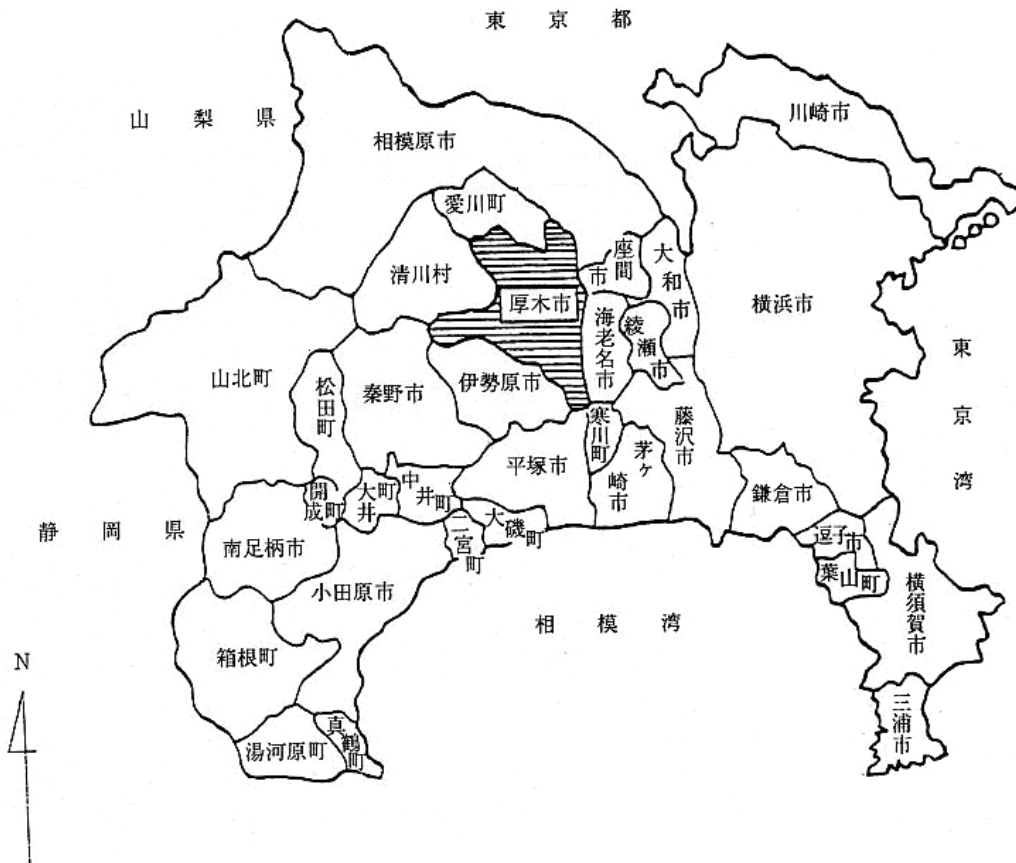 東京都
山梨県
川崎市
相模原市
愛川町
座間市
大和市
清川村
厚木市
横浜市
海老名市
綾瀬市
東京湾
山北町
松田町
秦野市
伊勢原市
藤沢市
寒川町
茅ヶ崎市
平塚市
鎌倉市
開成町
大井町
中井町
静岡県
南足柄市
二宮町
大磯町
逗子市
葉山町
横須賀市
小田原市
相模湾
箱根町
N
三浦市
湯河原町
真鶴町